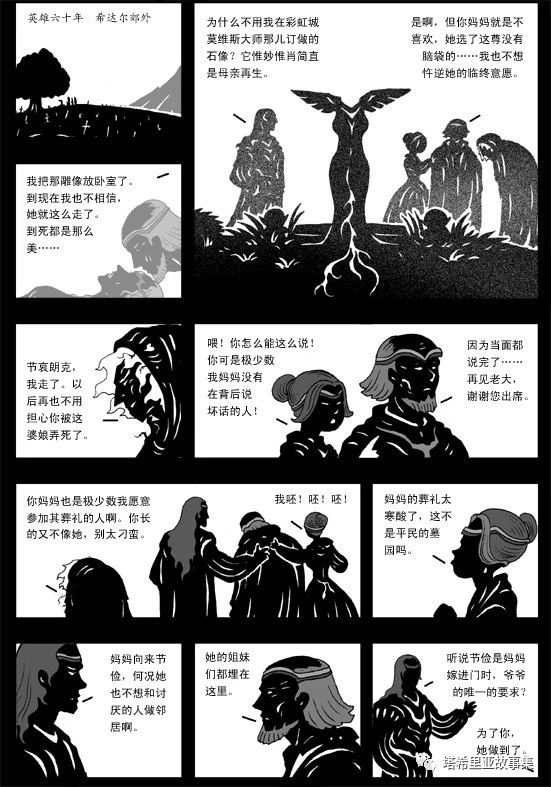 英雄六十年 希达尔郊外
为什么不用我在彩虹城
莫维斯大师那儿订做的
石像？它惟妙惟肖简直
是母亲再生。
是啊，但你妈妈就是不
喜欢，她选了这尊没有
脑袋的……我也不想
忤逆她的临终意愿。
我把那雕像放卧室了。
到现在我也不相信，
她就这么走了。
到死都是那么
美……
节哀朗克，
我走了。以
后再也不用
担心你被这
婆娘弄死了。
喂！你怎么能这么说！
你可是极少数
我妈妈没有
在背后说
坏话的人！
因为当面都
说完了……
再见老大，
谢谢您出席。
你妈妈也是极少数我愿意
参加其葬礼的人啊。你长
的又不像她，别太刁蛮。
我呸！呸！呸！
妈妈的葬礼太
寒酸了，这不
是平民的墓
园吗。
妈妈向来节
俭，何况她
也不想和讨
厌的人做邻
居啊。
她的姐妹
们都埋在
这里。
听说节俭是妈妈
嫁进门时，爷爷
的唯一的要求？
为了你，
她做到了。
塔希里亚故事集